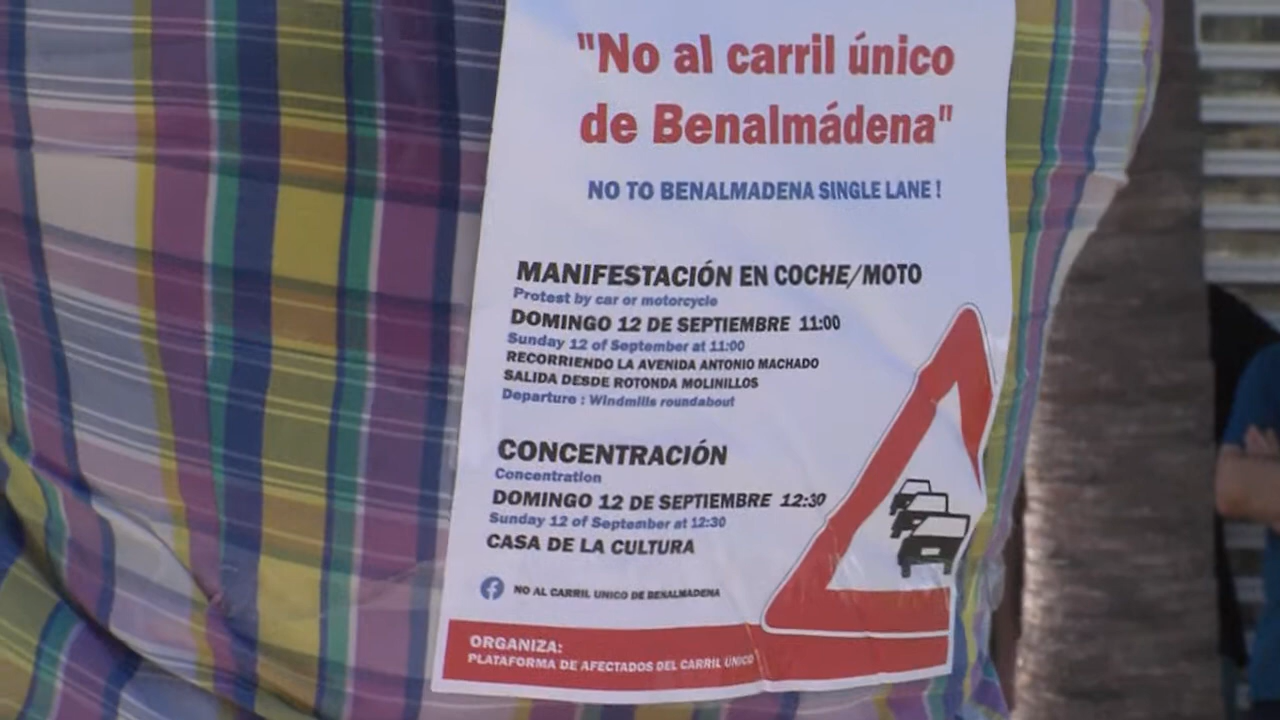 "No al carril único
de Benalmádena"
NO TO BENALMADENA SINGLE LANE !
MANIFESTACIÓN EN COCHE/MOTO
Protest by car or motorcycle
DOMINGO 12 DE SEPTIEMBRE 11:00
Sunday 12 of September at 11:00
RECORRIENDO LA AVENIDA ANTONIO MACHADO
SALIDA DESDE ROTONDA MOLINILLOS
Departure : Windmills roundabout
CONCENTRACIÓN
Concentration
DOMINGO 12 DE SEPTIEMBRE 12:30
Sunday 12 of September at 12:30
CASA DE LA CULTURA
NO AL CARRIL UNICO DE BENALMADENA
ORGANIZA:
PLATAFORMA DE AFECTADOS DEL CARRIL ÚNICO